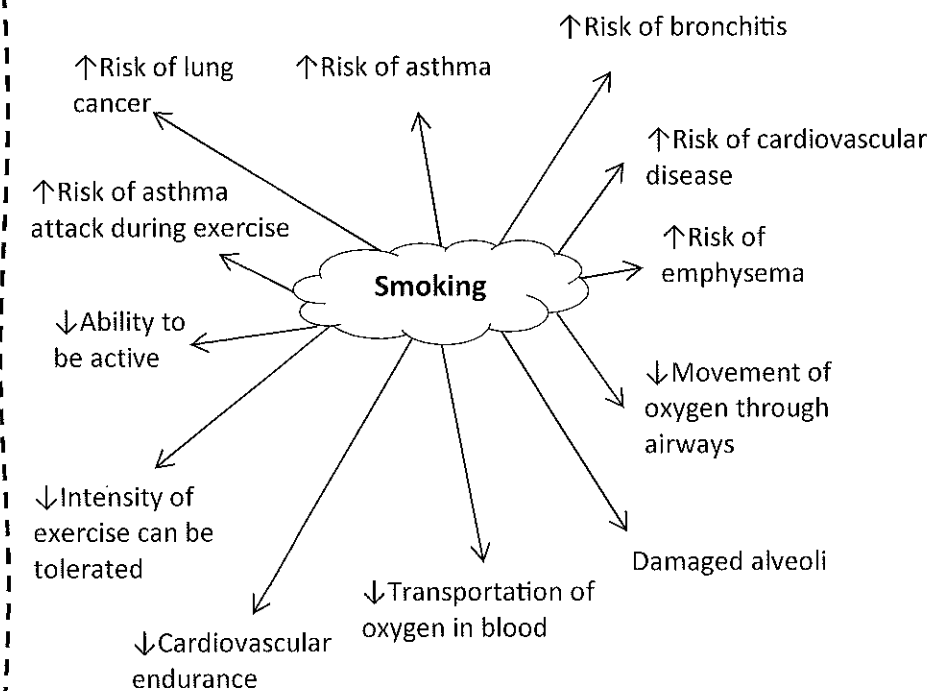 ↑Risk of bronchitis
↑Risk of lung
cancer
↑Risk of asthma
↑Risk of cardiovascular
disease
↑Risk of asthma
attack during exercise
↑Risk of
emphysema
Smoking
↓Ability to
be active
↓Movement of
oxygen through
airways
↓Intensity of
exercise can be
tolerated
Damaged alveoli
↓Transportation of
oxygen in blood
↓Cardiovascular
endurance